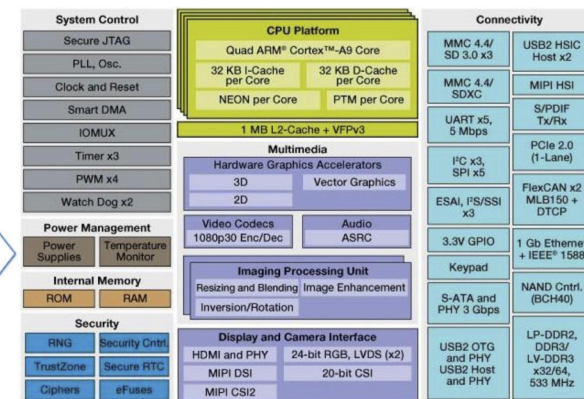 System Control
Secure JTAG
PLL, Osc.
Clock and Reset
Smart DMA
IOMUX
Timer x3
PWM x4
Watch Dog x2
Power Management
Power
Supplies
Temperature
Monitor
Internal Memory
ROM
RAM
Security
RNG
Security Cntrl.
TrustZone
Secure RTC
Ciphers
eFuses
CPU Platform
Quad ARM® Cortex™-A9 Core
32 KB I-Cache
per Core
32 KB D-Cache
per Core
NEON per Core
PTM per Core
1 MB L2-Cache + VFPv3
Multimedia
Hardware Graphics Accelerators
3D
Vector Graphics
2D
Video Codecs
1080p30 Enc/Dec
Audio
ASRC
Imaging Processing Unit
Resizing and Blending
Image Enhancement
Inversion/Rotation
Display and Camera Interface
HDMI and PHY
24-bit RGB, LVDS (x2)
MIPI DSI
20-bit CSI
MIPI CSI2
Connectivity
MMC 4.4/
SD 3.0 x3
MMC 4.4/
SDXC
UART x5,
5 Mbps
I²C x3,
SPI x5
ESAI, I²S/SSI
x3
3.3V GPIO
Keypad
S-ATA and
PHY 3 Gbps
USB2 OTG
and PHY
USB2 Host
and PHY
USB2 HSIC
Host x2
MIPI HSI
S/PDIF
Tx/Rx
PCIe 2.0
(1-Lane)
FlexCAN x2
MLB150 +
DTCP
1 Gb Ethernet
+ IEEE® 1588
NAND Cntrl.
(BCH40)
LP-DDR2,
DDR3/
LV-DDR3
x32/64,
533 MHz